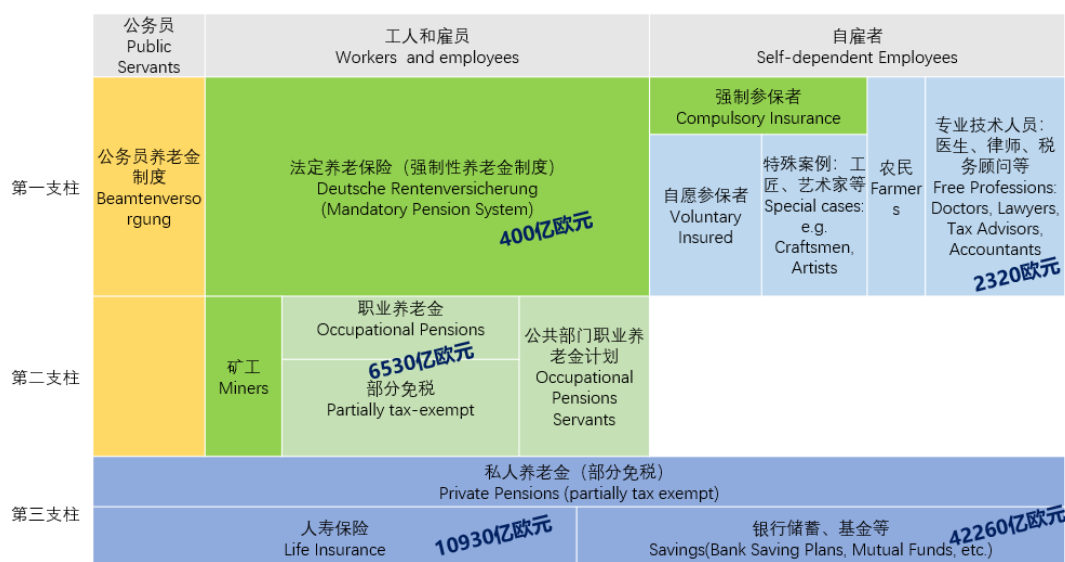 公务员
Public
Servants
工人和雇员
Workers and employees
自雇者
Self-dependent Employees
第一支柱
公务员养老金
制度
Beamtenverso
rgung
法定养老保险（强制性养老金制度）
Deutsche Rentenversicherung
(Mandatory Pension System)
400亿欧元
强制参保者
Compulsory Insurance
自愿参保者
Voluntary
Insured
特殊案例：工
匠、艺术家等
Special cases:
e.g.
Craftsmen,
Artists
农民
Farmer
s
专业技术人员：
医生、律师、税
务顾问等
Free Professions:
Doctors, Lawyers,
Tax Advisors,
Accountants
2320欧元
第二支柱
矿工
Miners
职业养老金
Occupational Pensions
6530亿欧元
部分免税
Partially tax-exempt
公共部门职业养
老金计划
Occupational
Pensions
Servants
第三支柱
私人养老金（部分免税）
Private Pensions (partially tax exempt)
人寿保险
Life Insurance
10930亿欧元
银行储蓄、基金等
Savings(Bank Saving Plans, Mutual Funds, etc.)
42260亿欧元